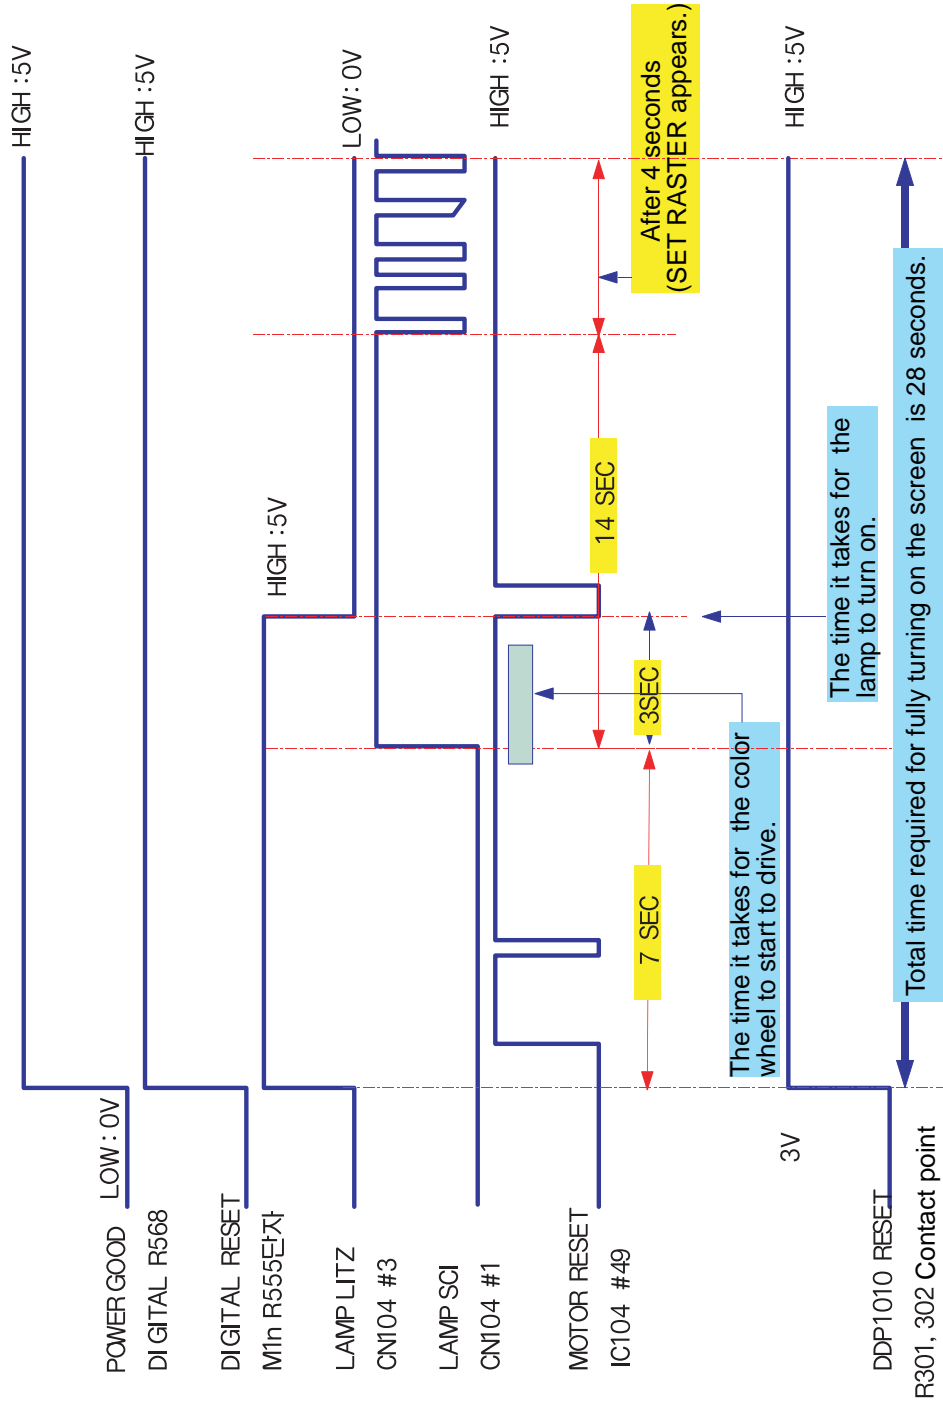 POWER GOOD
DIGITAL R568
LOW : 0V
HIGH : 5V
DIGITAL RESET
M1n R555단자
HIGH : 5V
LAMP LITZ
CN104 #3
HIGH : 5V
LOW : 0V
LAMP SCI
CN104 #1
MOTOR RESET
IC104 #49
HIGH : 5V
7 SEC
3SEC
14 SEC
After 4 seconds
(SET RASTER appears.)
The time it takes for the color
wheel to start to drive.
The time it takes for the
lamp to turn on.
DDP1010 RESET
R301, 302 Contact point
3V
HIGH : 5V
Total time required for fully turning on the screen is 28 seconds.